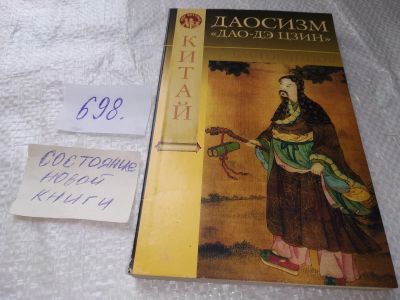 ДАОСИЗМ
«ДАО-ДЭ ЦЗИН»
КИТАЙ
698.
СОСТОЯНИЕ
НОВОЙ
КНИГИ